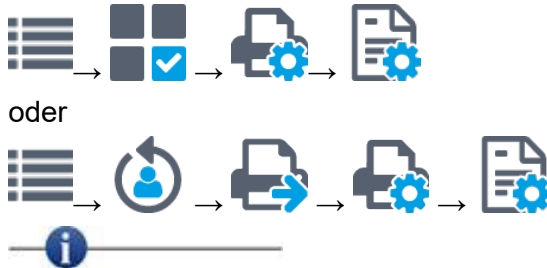 → → →
oder
→ → → →
i